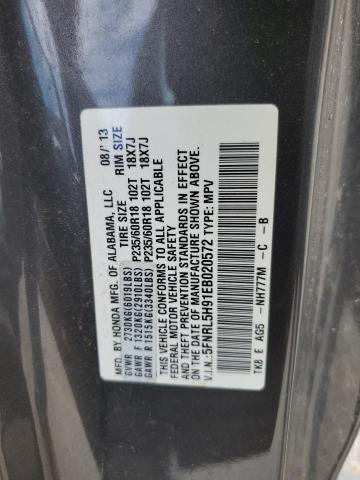 MFD. BY HONDA MFG. OF ALABAMA, LLC 08/'13
TIRE SIZE RIM SIZE
GVWR 2730KG(6019LBS)
GAWR F 1320KG(2910LBS) P235/60R18 102T 18X7J
GAWR R 1515KG(3340LBS) P235/60R18 102T 18X7J
THIS VEHICLE CONFORMS TO ALL APPLICABLE
FEDERAL MOTOR VEHICLE SAFETY
AND THEFT PREVENTION STANDARDS IN EFFECT
ON THE DATE OF MANUFACTURE SHOWN ABOVE.
V.I.N.:5FNRL5H91EB020572 TYPE: MPV
TK8 E AG5 - NH777M - C - B